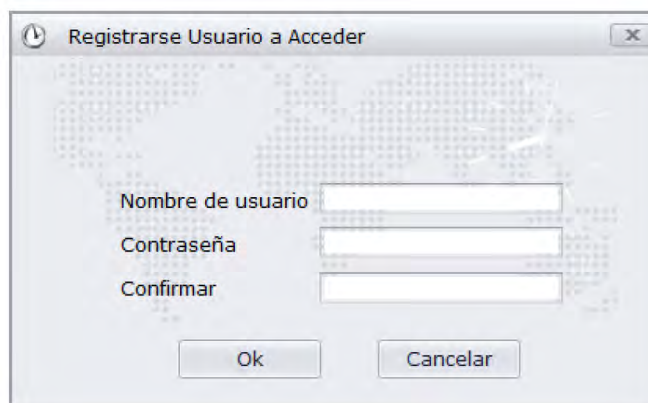 Registrarse Usuario a Acceder
Nombre de usuario
Contraseña
Confirmar
Ok Cancelar